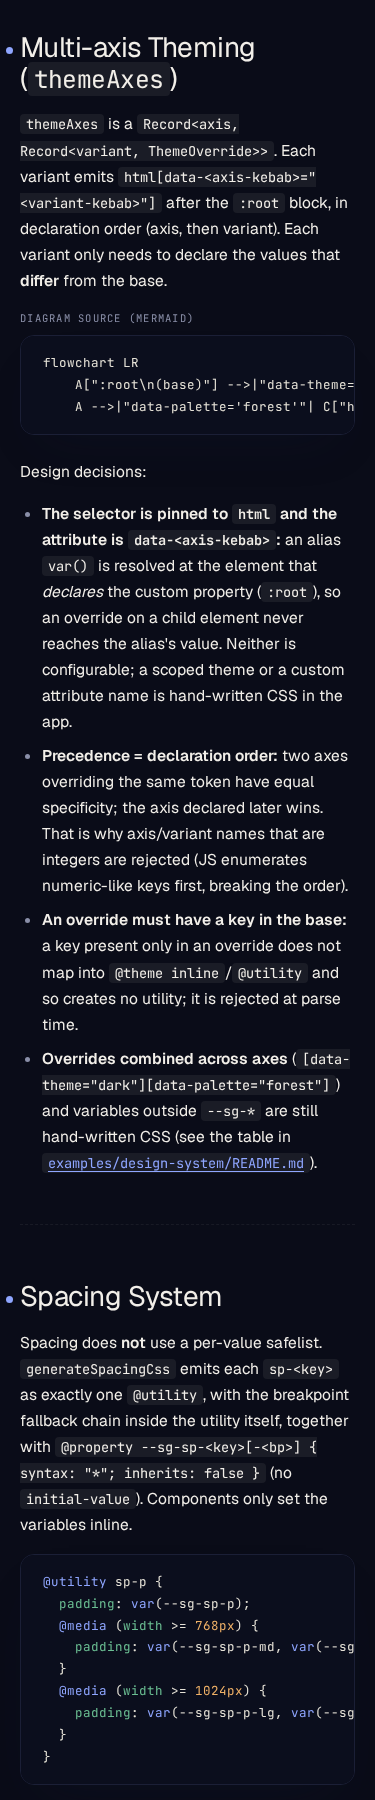 Multi-axis Theming
(themeAxes)
themeAxes is a Record<axis,
Record<variant, ThemeOverride>>. Each
variant emits html[data-<axis-kebab>="
<variant-kebab>"] after the :root block, in
declaration order (axis, then variant). Each
variant only needs to declare the values that
differ from the base.
DIAGRAM SOURCE (MERMAID)
flowchart LR
A[":root\n(base)"] -->|"data-theme=
A -->|"data-palette='forest'"| C["h
Design decisions:
The selector is pinned to html and the
attribute is data-<axis-kebab>: an alias
var() is resolved at the element that
declares the custom property (:root), so
an override on a child element never
reaches the alias's value. Neither is
configurable; a scoped theme or a custom
attribute name is hand-written CSS in the
app.
Precedence = declaration order: two axes
overriding the same token have equal
specificity; the axis declared later wins.
That is why axis/variant names that are
integers are rejected (JS enumerates
numeric-like keys first, breaking the order).
An override must have a key in the base:
a key present only in an override does not
map into @theme inline/@utility and
so creates no utility; it is rejected at parse
time.
Overrides combined across axes ([data-
theme="dark"][data-palette="forest"])
and variables outside --sg-* are still
hand-written CSS (see the table in
examples/design-system/README.md).
Spacing System
Spacing does not use a per-value safelist.
generateSpacingCss emits each sp-<key>
as exactly one @utility, with the breakpoint
fallback chain inside the utility itself, together
with @property --sg-sp-<key>[-<bp>] {
syntax: "*"; inherits: false } (no
initial-value). Components only set the
variables inline.
@utility sp-p {
padding: var(--sg-sp-p);
@media (width >= 768px) {
padding: var(--sg-sp-p-md, var(--sg
}
@media (width >= 1024px) {
padding: var(--sg-sp-p-lg, var(--sg
}
}